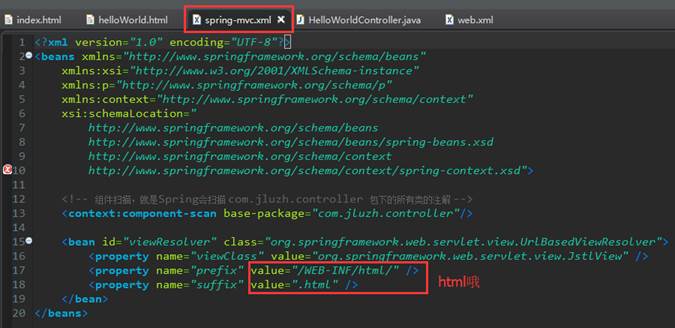 index.html helloWorld.html spring-mvc.xml HelloWorldController.java web.xml
1 <?xml version="1.0" encoding="UTF-8"?>
2 <beans xmlns="http://www.springframework.org/schema/beans"
3 xmlns:xsi="http://www.w3.org/2001/XMLSchema-instance"
4 xmlns:p="http://www.springframework.org/schema/p"
5 xmlns:context="http://www.springframework.org/schema/context"
6 xsi:schemaLocation="
7 http://www.springframework.org/schema/beans
8 http://www.springframework.org/schema/beans/spring-beans.xsd
9 http://www.springframework.org/schema/context
10 http://www.springframework.org/schema/context/spring-context.xsd">
11
12 <!-- 组件扫描，就是Spring会扫描 com.jluzh.controller 包下的所有类的注解 -->
13 <context:component-scan base-package="com.jluzh.controller"/>
14
15 <bean id="viewResolver" class="org.springframework.web.servlet.view.UrlBasedViewResolver">
16 <property name="viewClass" value="org.springframework.web.servlet.view.JstlView" />
17 <property name="prefix" value="/WEB-INF/html/" />
18 <property name="suffix" value=".html" />
html哦
19 </bean>
20 </beans>